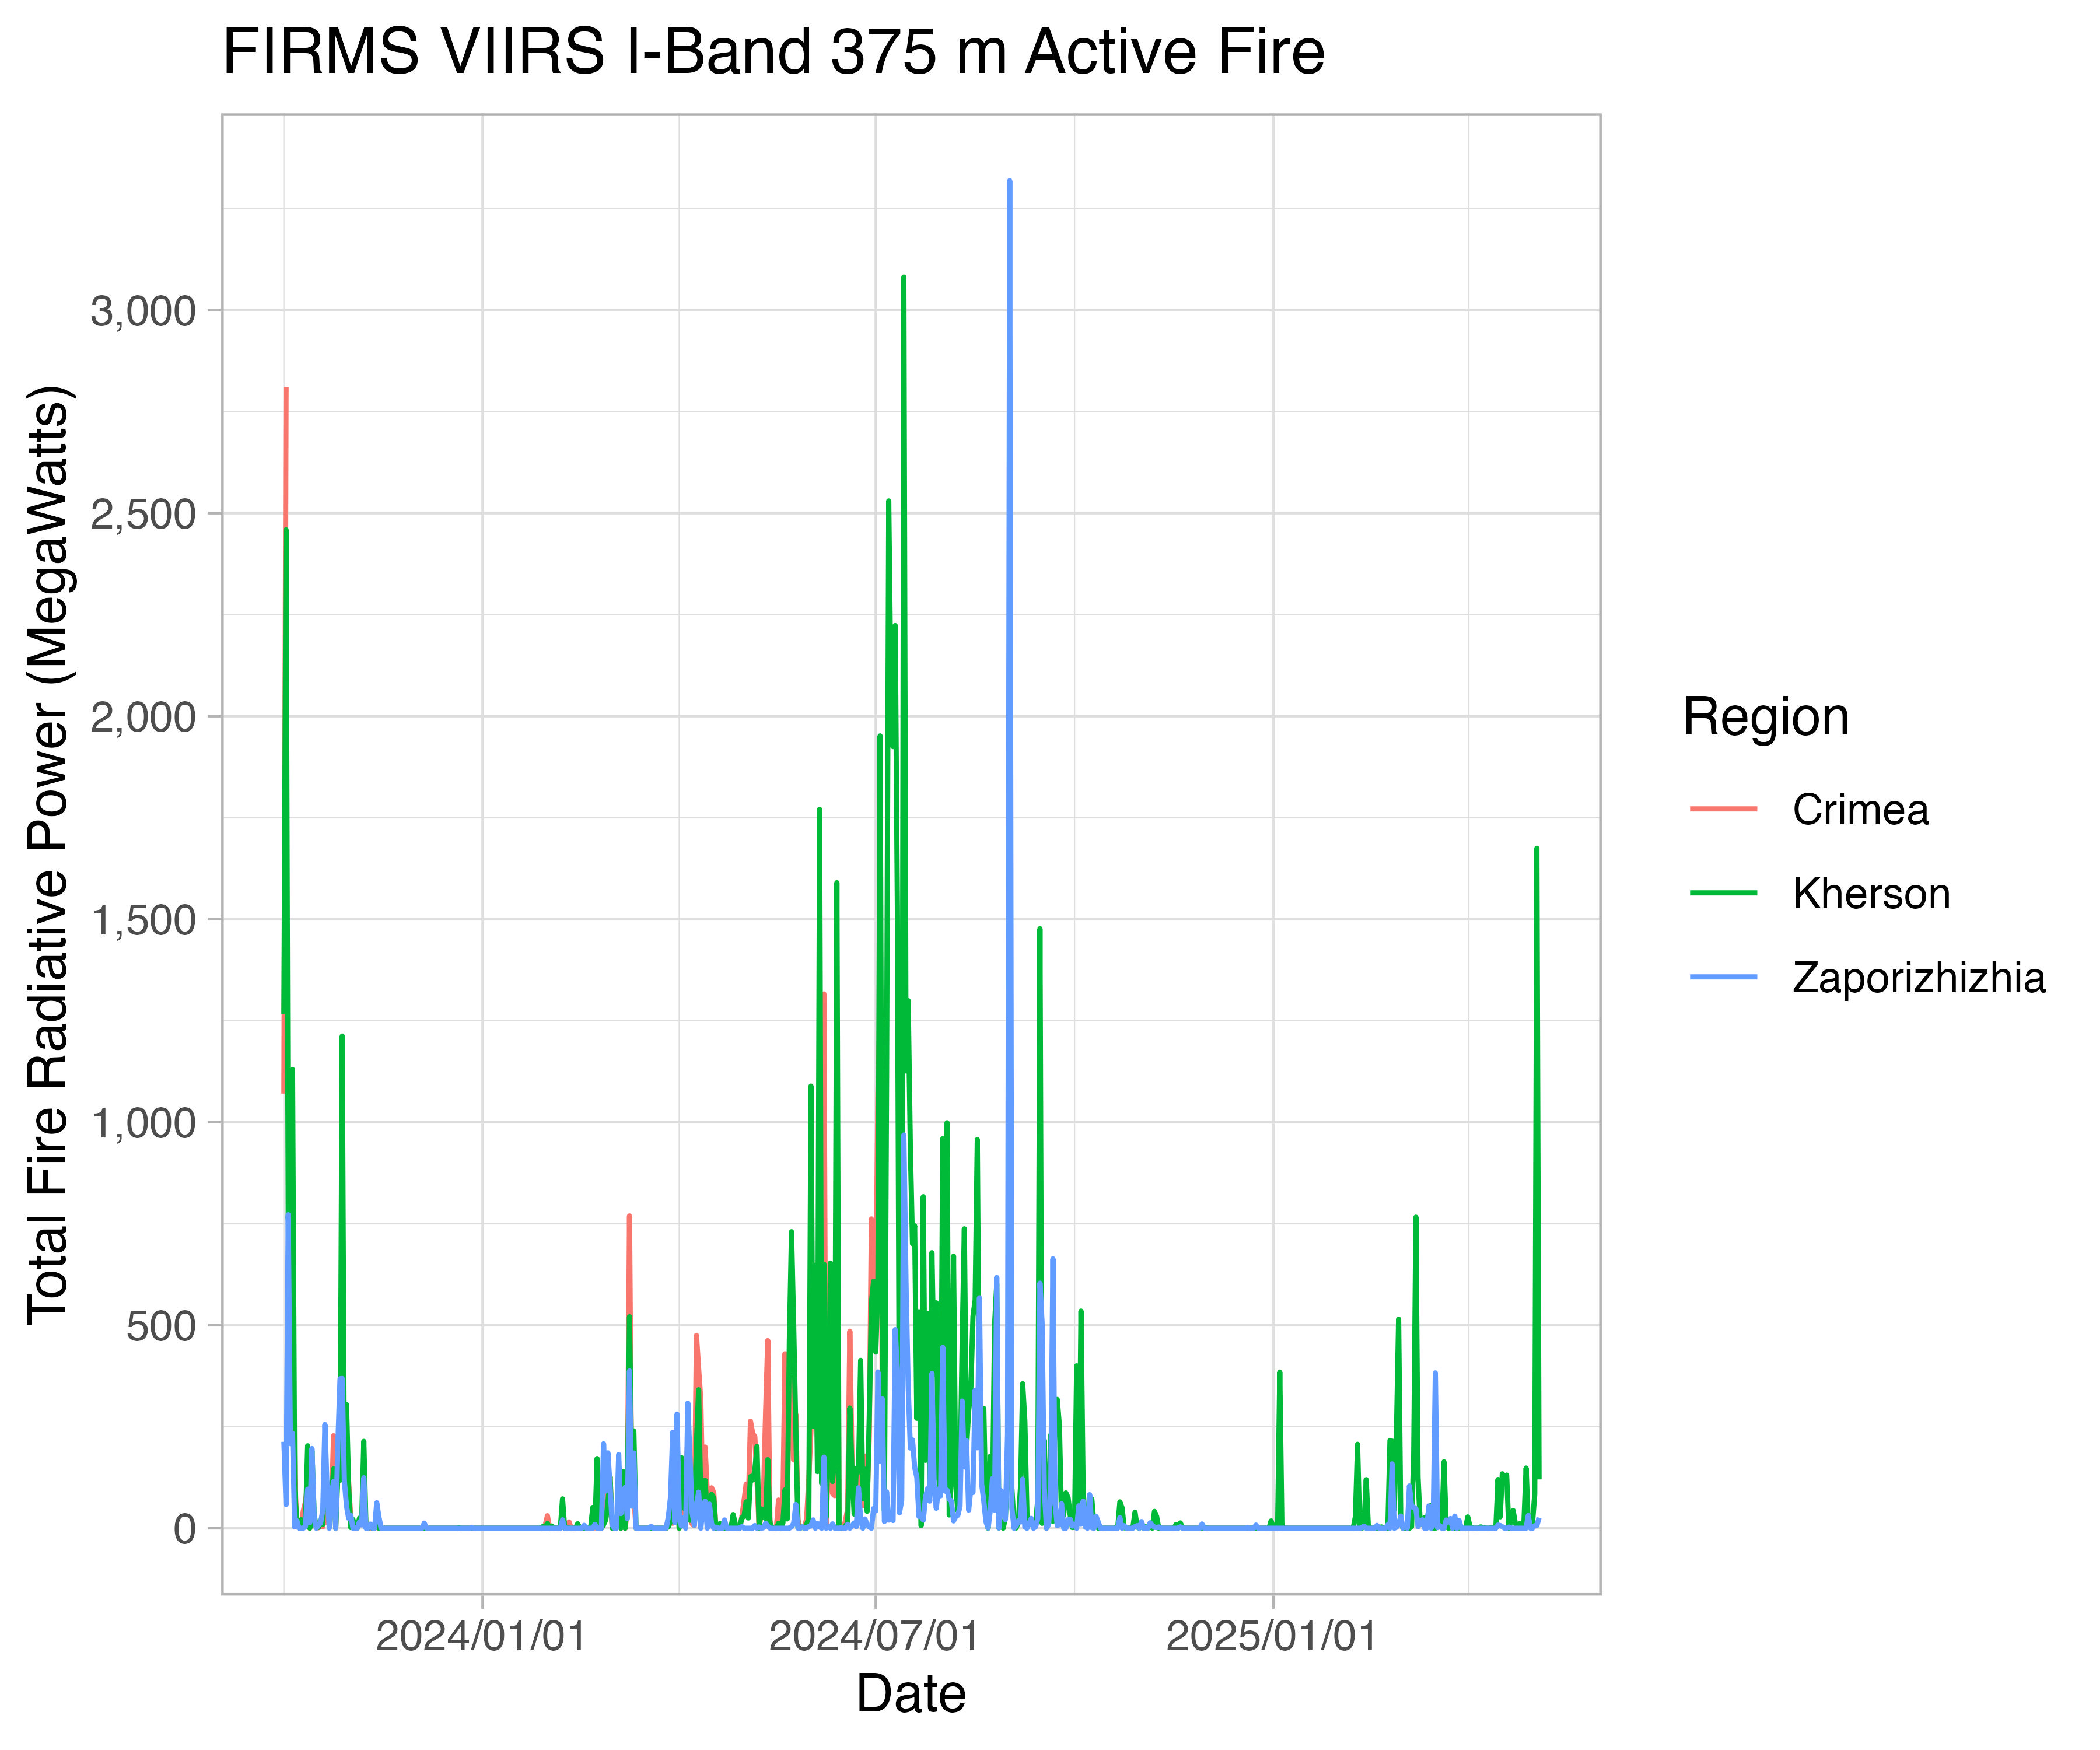 FIRMS VIIRS I-Band 375 m Active Fire
Total Fire Radiative Power (MegaWatts)
3,000
2,500
2,000
1,500
1,000
500
0
2024/01/01
2024/07/01
2025/01/01
Date
Region
Crimea
Kherson
Zaporizhizhia